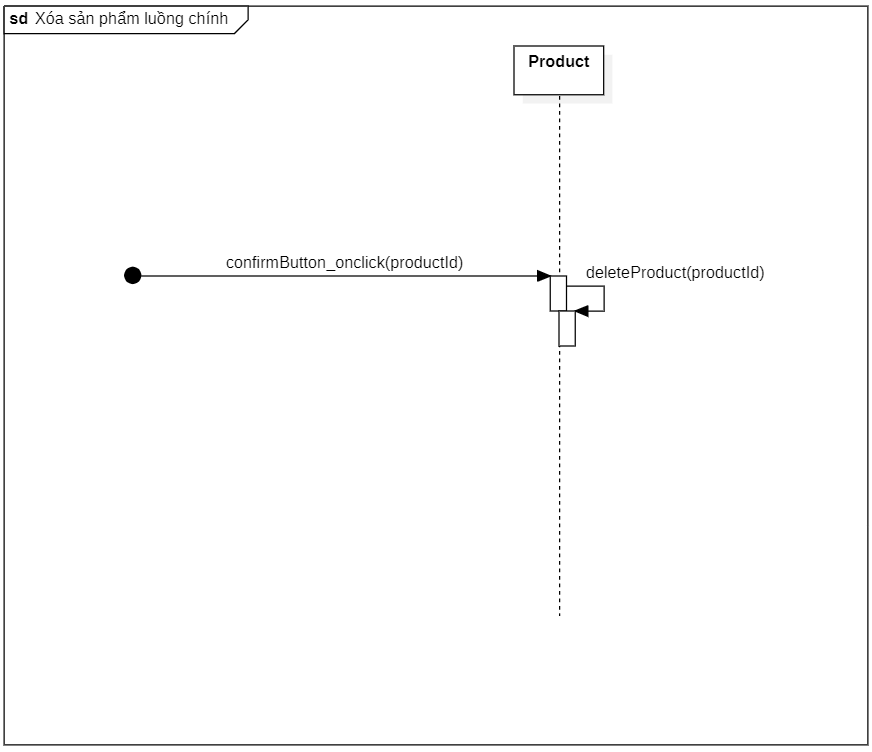 sd Xóa sản phẩm luồng chính
Product
confirmButton_onclick(productId)
deleteProduct(productId)